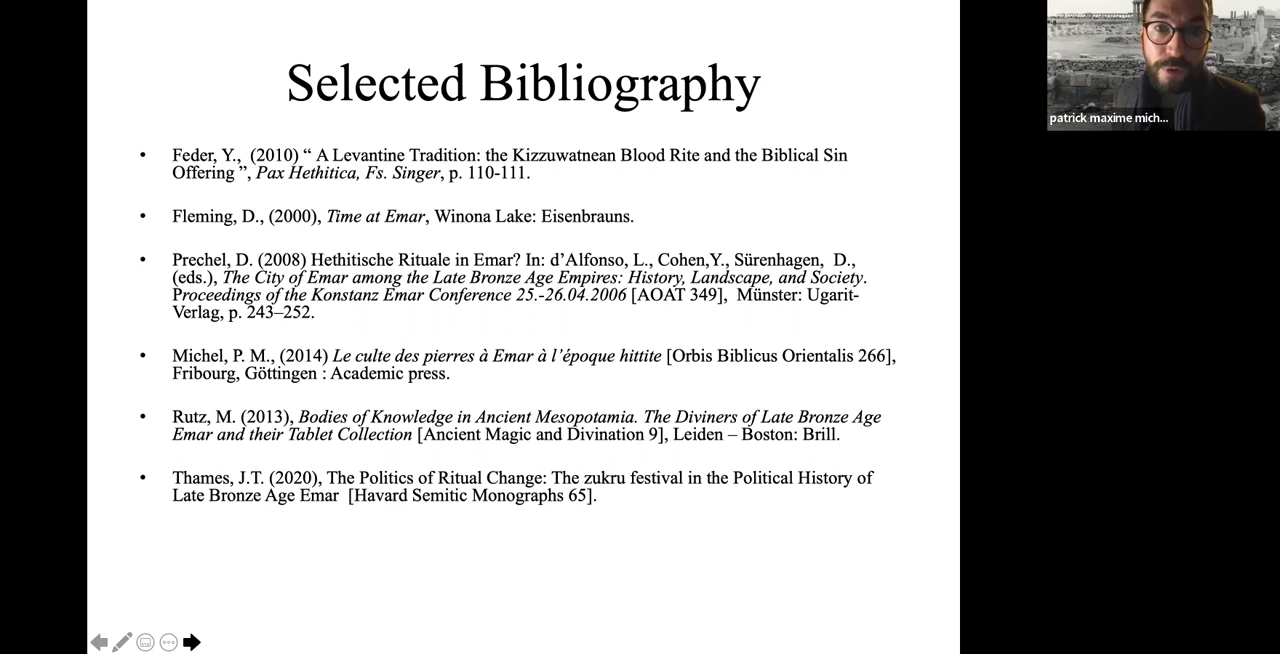 Selected Bibliography
• Feder, Y., (2010) “ A Levantine Tradition: the Kizzuwatnean Blood Rite and the Biblical Sin
Offering ”, Pax Hethitica, Fs. Singer, p. 110-111.
• Fleming, D., (2000), Time at Emar, Winona Lake: Eisenbrauns.
• Prechel, D. (2008) Hethitische Rituale in Emar? In: d’Alfonso, L., Cohen,Y., Sürenhagen, D.,
(eds.), The City of Emar among the Late Bronze Age Empires: History, Landscape, and Society.
Proceedings of the Konstanz Emar Conference 25.-26.04.2006 [AOAT 349], Münster: Ugarit-
Verlag, p. 243–252.
• Michel, P. M., (2014) Le culte des pierres à Emar à l’époque hittite [Orbis Biblicus Orientalis 266],
Fribourg, Göttingen : Academic press.
• Rutz, M. (2013), Bodies of Knowledge in Ancient Mesopotamia. The Diviners of Late Bronze Age
Emar and their Tablet Collection [Ancient Magic and Divination 9], Leiden – Boston: Brill.
• Thames, J.T. (2020), The Politics of Ritual Change: The zukru festival in the Political History of
Late Bronze Age Emar [Havard Semitic Monographs 65].
patrick maxime mich...